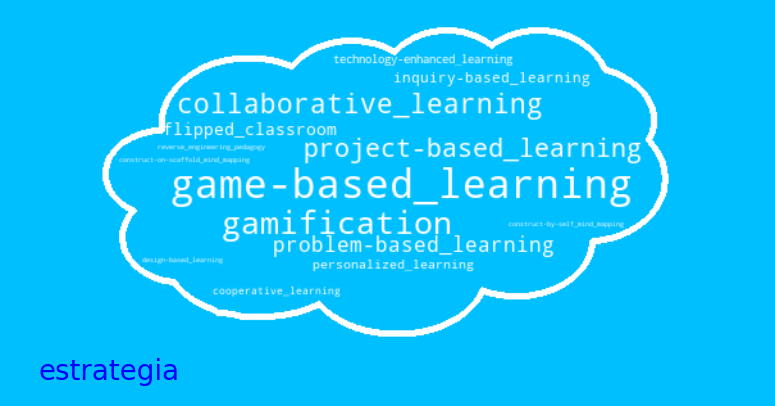 technology-enhanced_learning
inquiry-based_learning
collaborative_learning
flipped_classroom
project-based_learning
reverse_engineering_pedagogy
construct-on-scaffold_mind_mapping
game-based_learning
gamification
construct-by-self_mind_mapping
problem-based_learning
design-based_learning
personalized_learning
cooperative_learning
estrategia